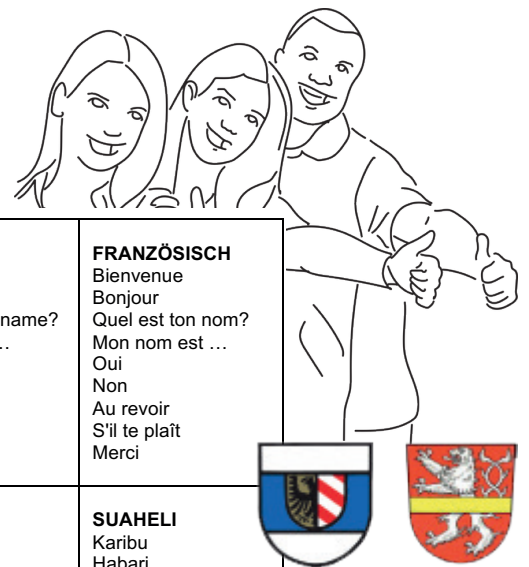 FRANZÖSISCH
Bienvenue
Bonjour
name?
Quel est ton nom?
…
Mon nom est …
Oui
Non
Au revoir
S'il te plaît
Merci
SUAHELI
Karibu
Habari